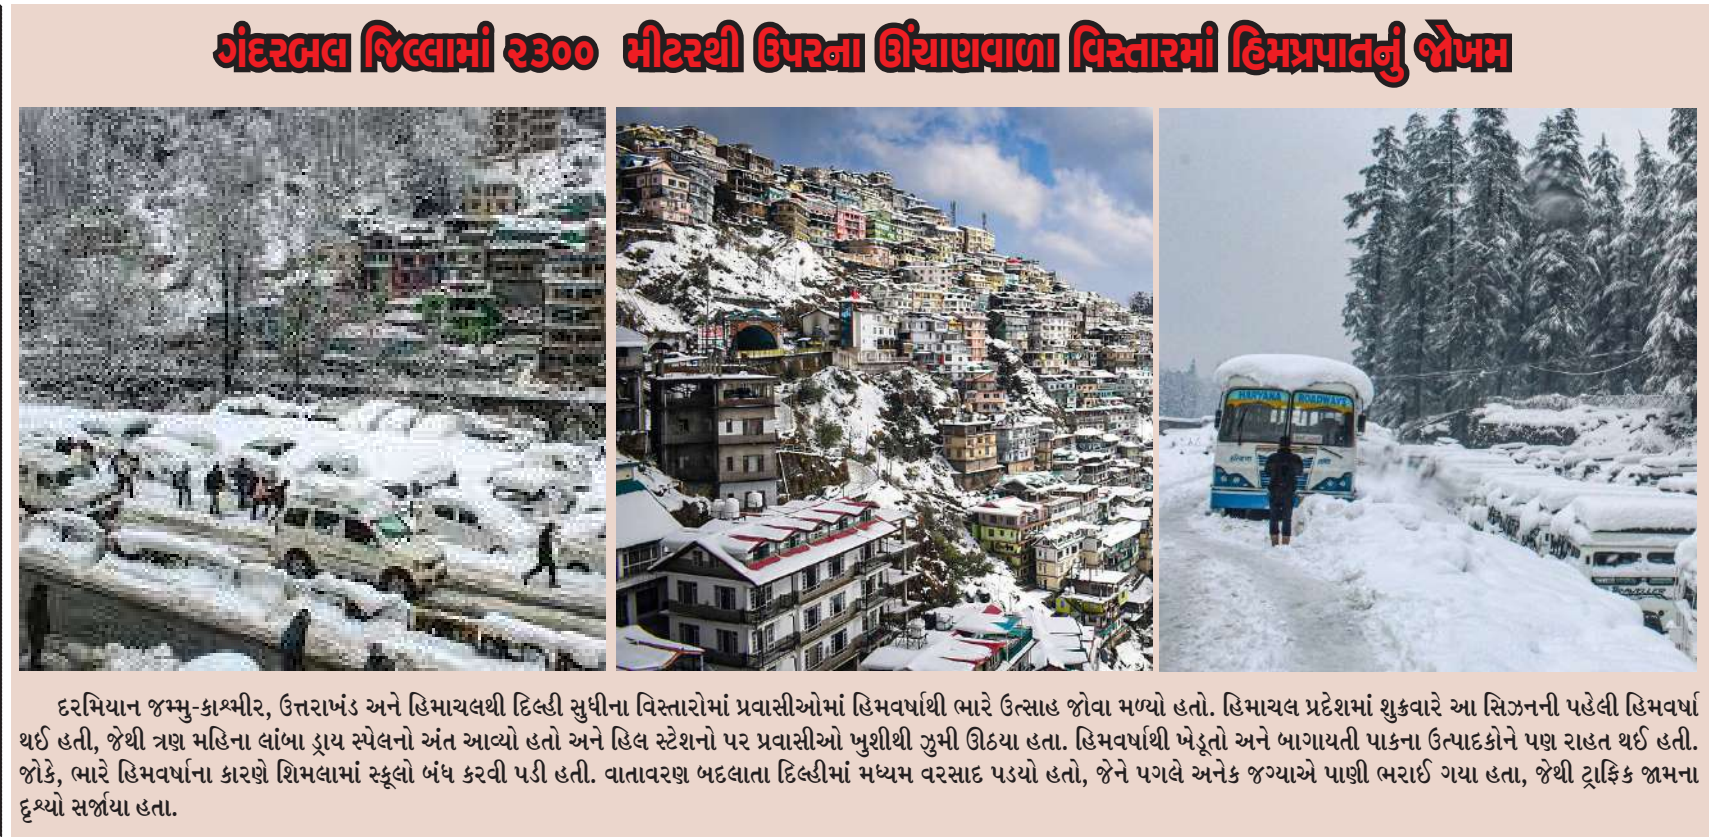 ગંદરબલ જિલ્લામાં ૨૩૦૦ મીટરથી ઉપરના ઊંચાણવાળા વિસ્તારમાં હિમપ્રપાતનું જોખમ
HARYANA ROADWAYS
દરમિયાન જમ્મુ-કાશ્મીર, ઉત્તરાખંડ અને હિમાચલથી દિલ્હી સુધીના વિસ્તારોમાં પ્રવાસીઓમાં હિમવર્ષાથી ભારે ઉત્સાહ જોવા મળ્યો હતો. હિમાચલ પ્રદેશમાં શુક્રવારે આ સિઝનની પહેલી હિમવર્ષા
થઈ હતી, જેથી ત્રણ મહિના લાંબા ડ્રાય સ્પેલનો અંત આવ્યો હતો અને હિલ સ્ટેશનો પર પ્રવાસીઓ ખુશીથી ઝુમી ઊઠયા હતા. હિમવર્ષાથી ખેડૂતો અને બાગાયતી પાકના ઉત્પાદકોને પણ રાહત થઈ હતી.
જોકે, ભારે હિમવર્ષાના કારણે શિમલામાં સ્કૂલો બંધ કરવી પડી હતી. વાતાવરણ બદલાતા દિલ્હીમાં મધ્યમ વરસાદ પડયો હતો, જેને પગલે અનેક જગ્યાએ પાણી ભરાઈ ગયા હતા, જેથી ટ્રાફિક જામના
દૃશ્યો સર્જાયા હતા.